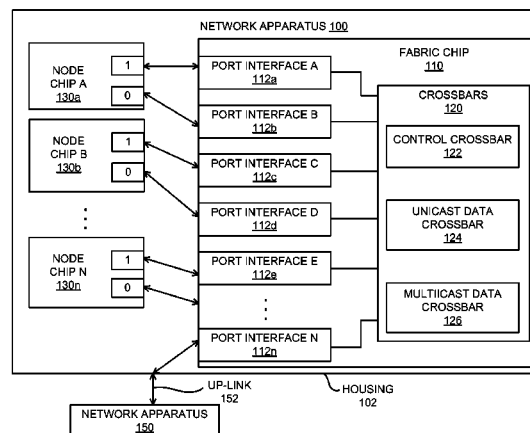 NETWORK APPARATUS 100
NODE
CHIP A
130a
1
0
NODE
CHIP B
130b
1
0
NODE
CHIP N
130n
1
0
PORT INTERFACE A
112a
PORT INTERFACE B
112b
PORT INTERFACE C
112c
PORT INTERFACE D
112d
PORT INTERFACE E
112e
PORT INTERFACE N
112n
FABRIC CHIP
110
CROSSBARS
120
CONTROL CROSSBAR
122
UNICAST DATA
CROSSBAR
124
MULTIICAST DATA
CROSSBAR
126
UP-LINK
152
HOUSING
102
NETWORK APPARATUS
150